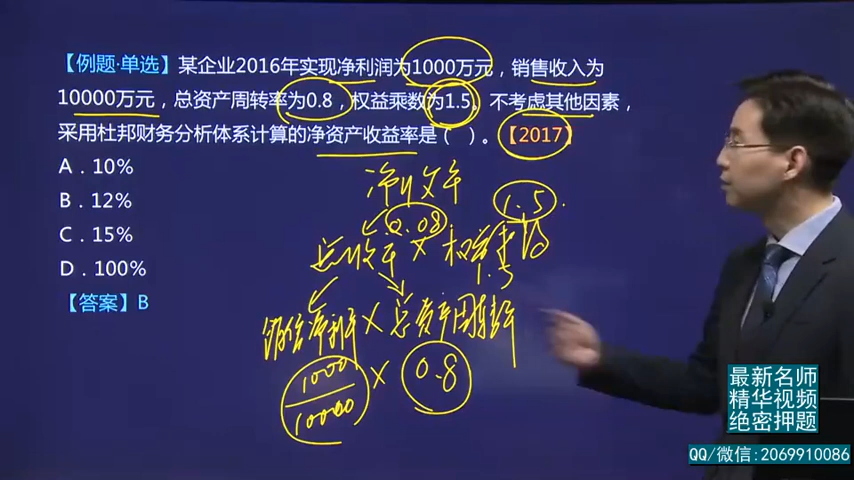 【例题·单选】某企业2016年实现净利润为1000万元，销售收入为
10000万元，总资产周转率为0.8，权益乘数为1.5。不考虑其他因素，
采用杜邦财务分析体系计算的净资产收益率是（ ）。【2017】
A．10%
B．12%
C．15%
D．100%
【答案】B
净收率
1.5
0.08
总收率 × 权益
1.5
销售净利率 × 总资产周转率
1000
10000
× 0.8
最新名师
精华视频
绝密押题
QQ/微信:2069910086